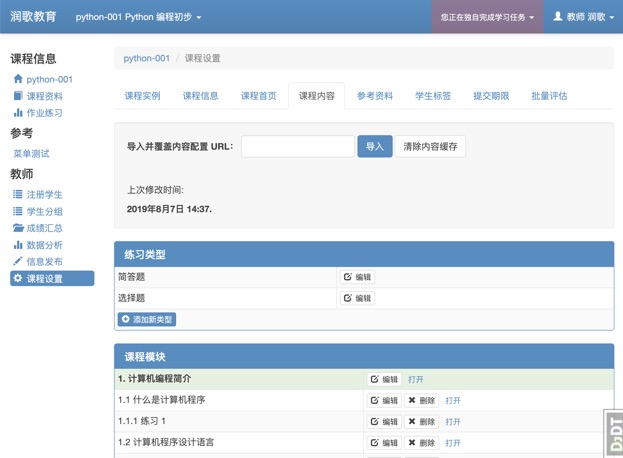 润歌教育 python-001 Python 编程初步 您正在独自完成学习任务 教师 润歌
课程信息
python-001
课程资料
作业练习
参考
菜单测试
教师
注册学生
学生分组
成绩汇总
数据分析
信息发布
课程设置
python-001 / 课程设置
课程实例 课程信息 课程首页 课程内容 参考资料 学生标签 提交期限 批量评估
导入并覆盖内容配置 URL: 导入 清除内容缓存
上次修改时间:
2019年8月7日 14:37.
练习类型
简答题 编辑
选择题 编辑
添加新类型
课程模块
1. 计算机编程简介 编辑 打开
1.1 什么是计算机程序 编辑 删除 打开
1.1.1 练习 1 编辑 删除 打开
1.2 计算机程序设计语言 编辑 删除 打开
DJDT